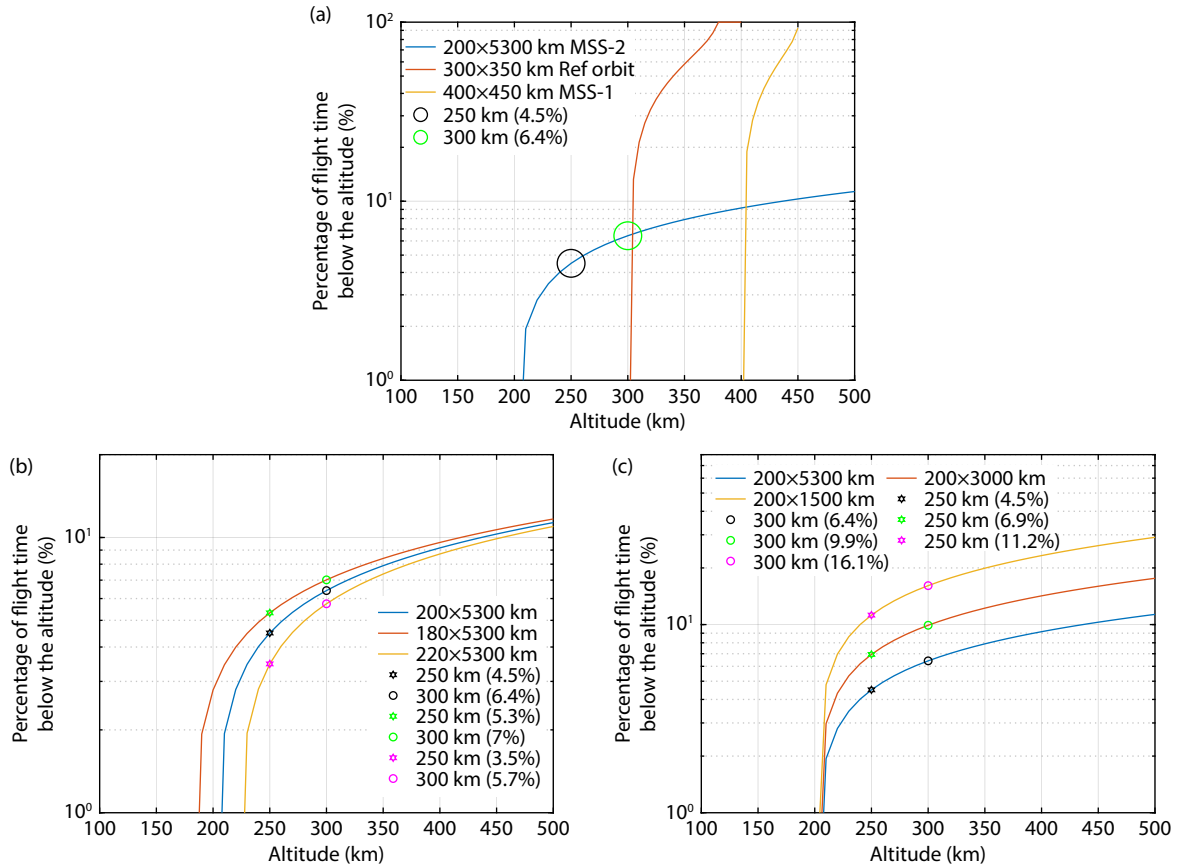 (a)
10²
10¹
10⁰
Percentage of flight time
below the altitude (%)
200×5300 km MSS-2
300×350 km Ref orbit
400×450 km MSS-1
250 km (4.5%)
300 km (6.4%)
100 150 200 250 300 350 400 450 500
Altitude (km)
(b)
10¹
10⁰
Percentage of flight time
below the altitude (%)
200×5300 km
180×5300 km
220×5300 km
250 km (4.5%)
300 km (6.4%)
250 km (5.3%)
300 km (7%)
250 km (3.5%)
300 km (5.7%)
100 150 200 250 300 350 400 450 500
Altitude (km)
(c)
10¹
10⁰
Percentage of flight time
below the altitude (%)
200×5300 km 200×3000 km
200×1500 km 250 km (4.5%)
300 km (6.4%) 250 km (6.9%)
300 km (9.9%) 250 km (11.2%)
300 km (16.1%)
100 150 200 250 300 350 400 450 500
Altitude (km)